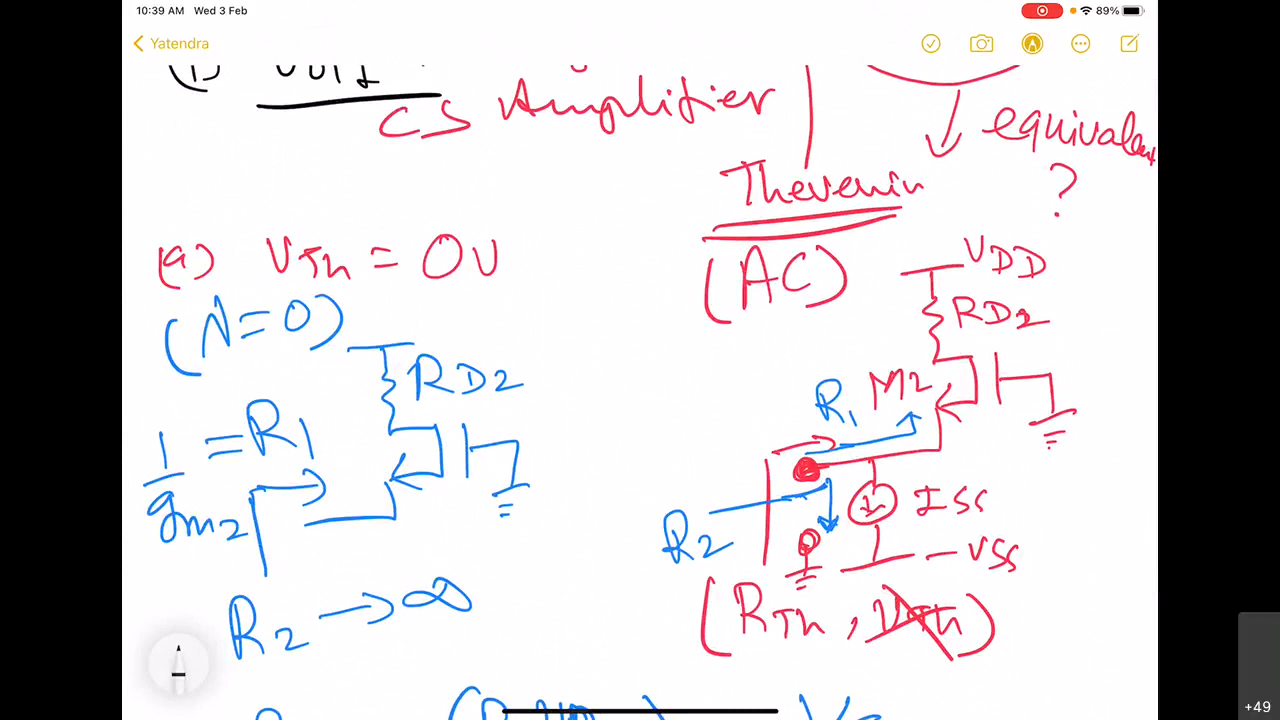 10:39 AM Wed 3 Feb
89%
Yatendra
CS Amplifier
equivalent
?
Thevenin
(AC)
(a) VTh = 0V
(λ=0)
RD2
1/gm2 = R1
R2 → ∞
VDD
RD2
M2
R1
R2
ISS
-VSS
(RTh, VTh)
+49